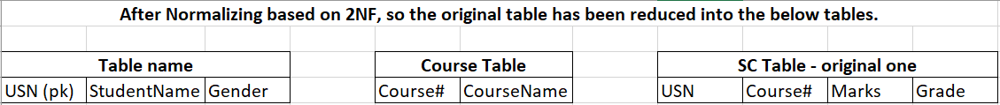 After Normalizing based on 2NF, so the original table has been reduced into the below tables.
Table name Course Table SC Table - original one
USN (pk) StudentName Gender Course# CourseName USN Course# Marks Grade